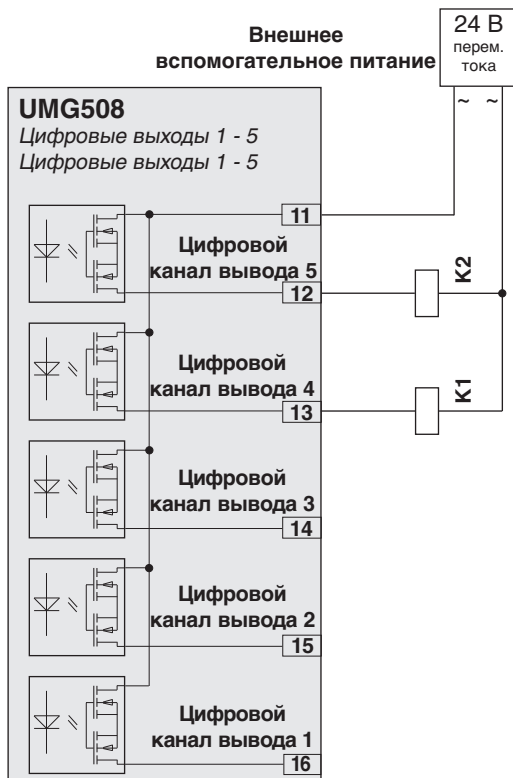 Внешнее
вспомогательное питание
24 В
перем.
тока
~ ~
UMG508
Цифровые выходы 1 - 5
Цифровые выходы 1 - 5
11
Цифровой
канал вывода 5
12
K2
Цифровой
канал вывода 4
13
K1
Цифровой
канал вывода 3
14
Цифровой
канал вывода 2
15
Цифровой
канал вывода 1
16